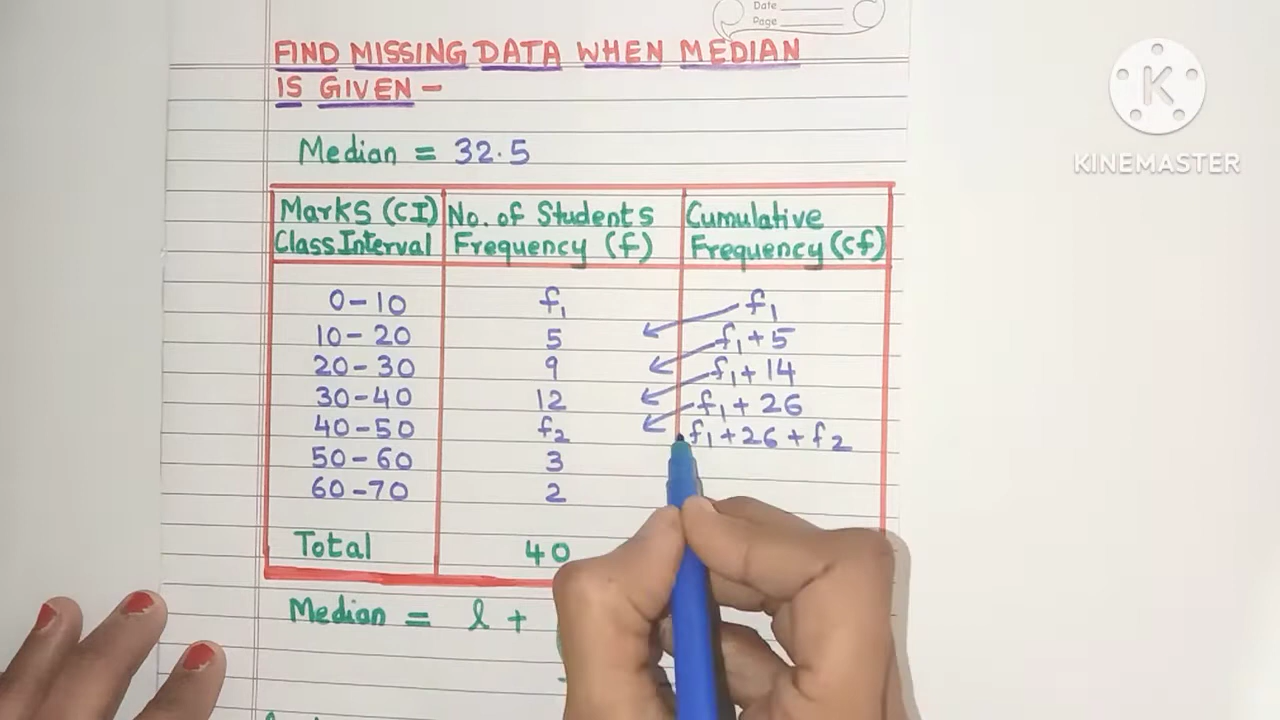 Date
Page
FIND MISSING DATA WHEN MEDIAN
IS GIVEN -
KINEMASTER
Median = 32.5
Marks (CI) No. of Students Cumulative
Class Interval Frequency (f) Frequency (cf)
0-10 f₁ f₁
10-20 5 f₁+5
20-30 9 f₁+14
30-40 12 f₁+26
40-50 f₂ f₁+26+f₂
50-60 3
60-70 2
Total 40
Median = l +